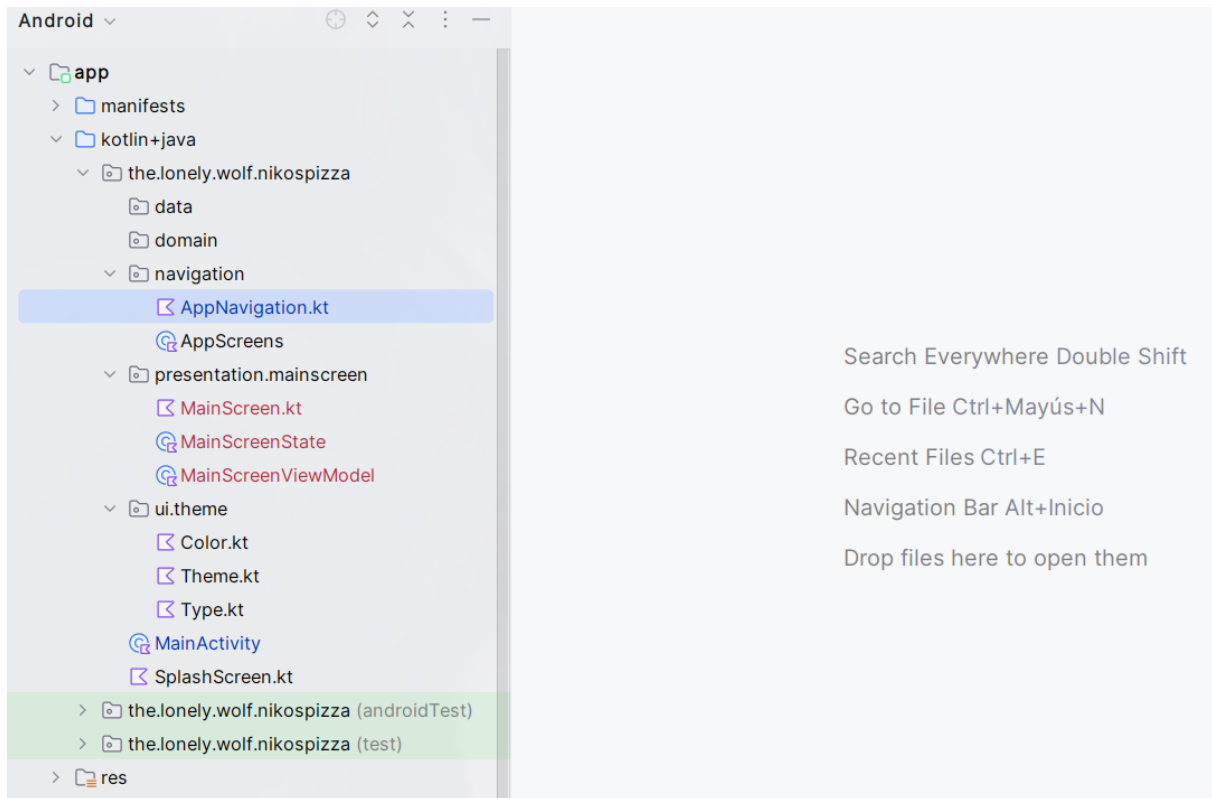 Android
app
manifests
kotlin+java
the.lonely.wolf.nikospizza
data
domain
navigation
AppNavigation.kt
AppScreens
presentation.mainscreen
MainScreen.kt
MainScreenState
MainScreenViewModel
ui.theme
Color.kt
Theme.kt
Type.kt
MainActivity
SplashScreen.kt
the.lonely.wolf.nikospizza (androidTest)
the.lonely.wolf.nikospizza (test)
res
Search Everywhere Double Shift
Go to File Ctrl+Mayús+N
Recent Files Ctrl+E
Navigation Bar Alt+Inicio
Drop files here to open them